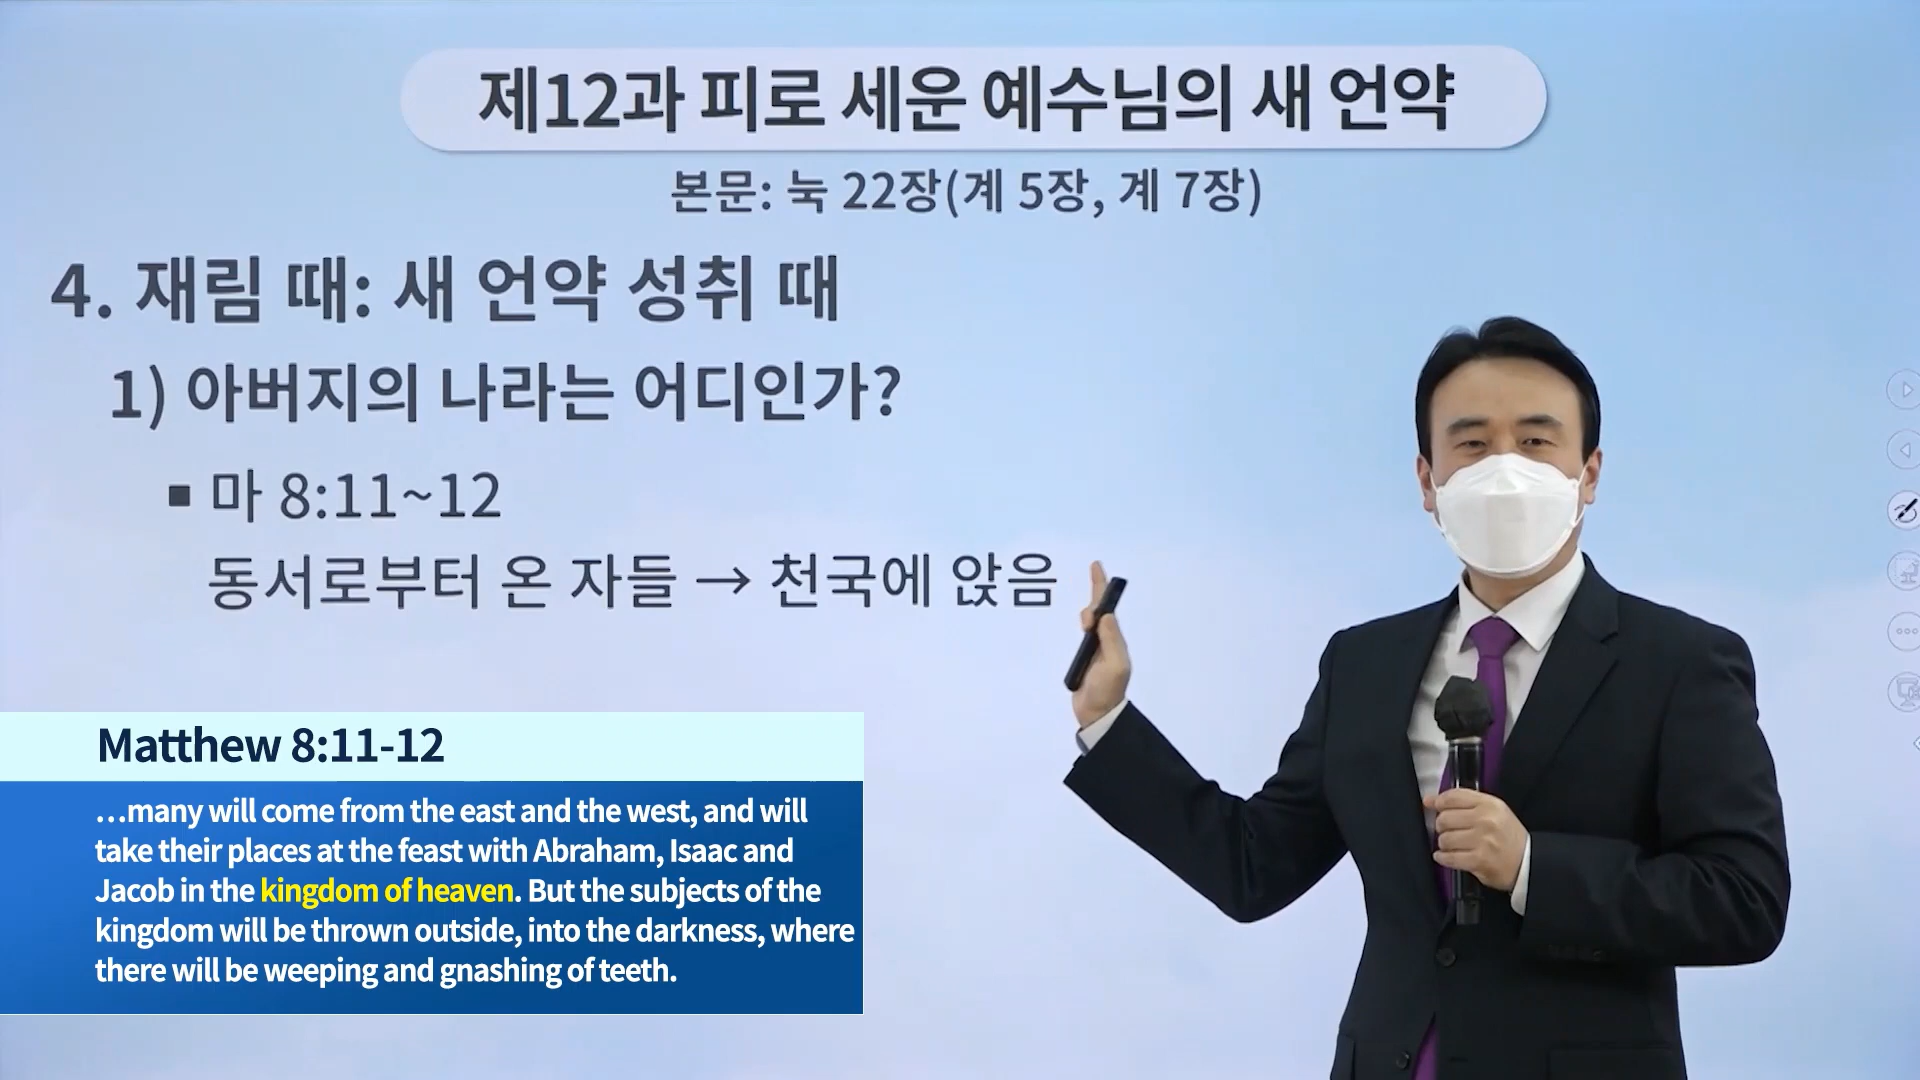 제12과 피로 세운 예수님의 새 언약
본문: 눅 22장(계 5장, 계 7장)
4. 재림 때: 새 언약 성취 때
1) 아버지의 나라는 어디인가?
▪ 마 8:11~12
동서로부터 온 자들 → 천국에 앉음
Matthew 8:11-12
...many will come from the east and the west, and will
take their places at the feast with Abraham, Isaac and
Jacob in the kingdom of heaven. But the subjects of the
kingdom will be thrown outside, into the darkness, where
there will be weeping and gnashing of teeth.